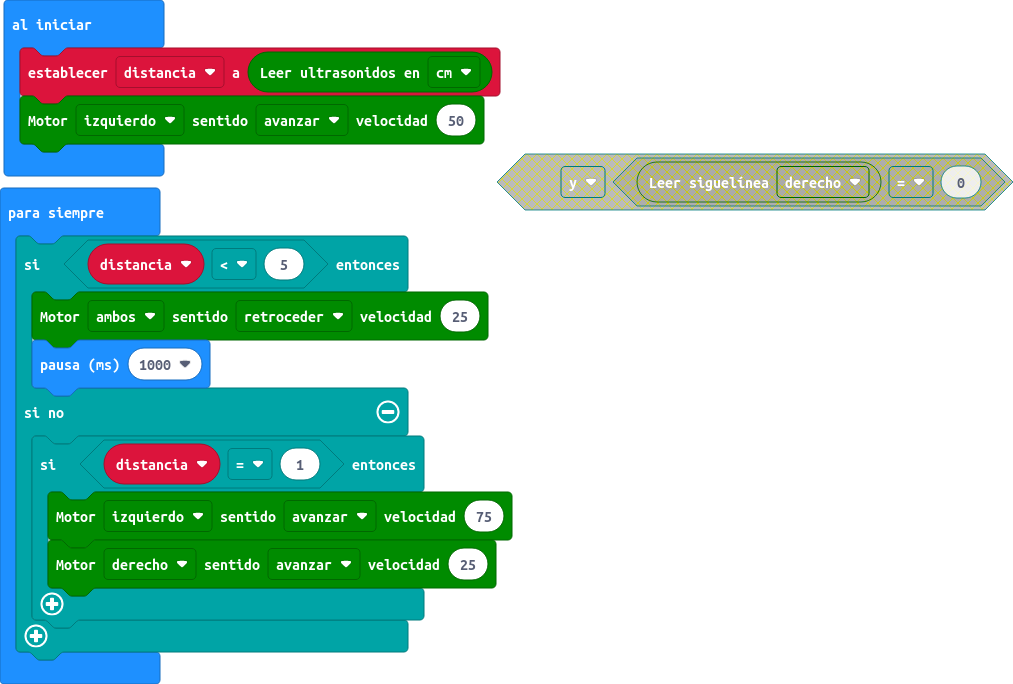 al iniciar
establecer distancia a Leer ultrasonidos en cm
Motor izquierdo sentido avanzar velocidad 50
y Leer siguelinea derecho = 0
para siempre
si distancia < 5 entonces
Motor ambos sentido retroceder velocidad 25
pausa (ms) 1000
si no
si distancia = 1 entonces
Motor izquierdo sentido avanzar velocidad 75
Motor derecho sentido avanzar velocidad 25